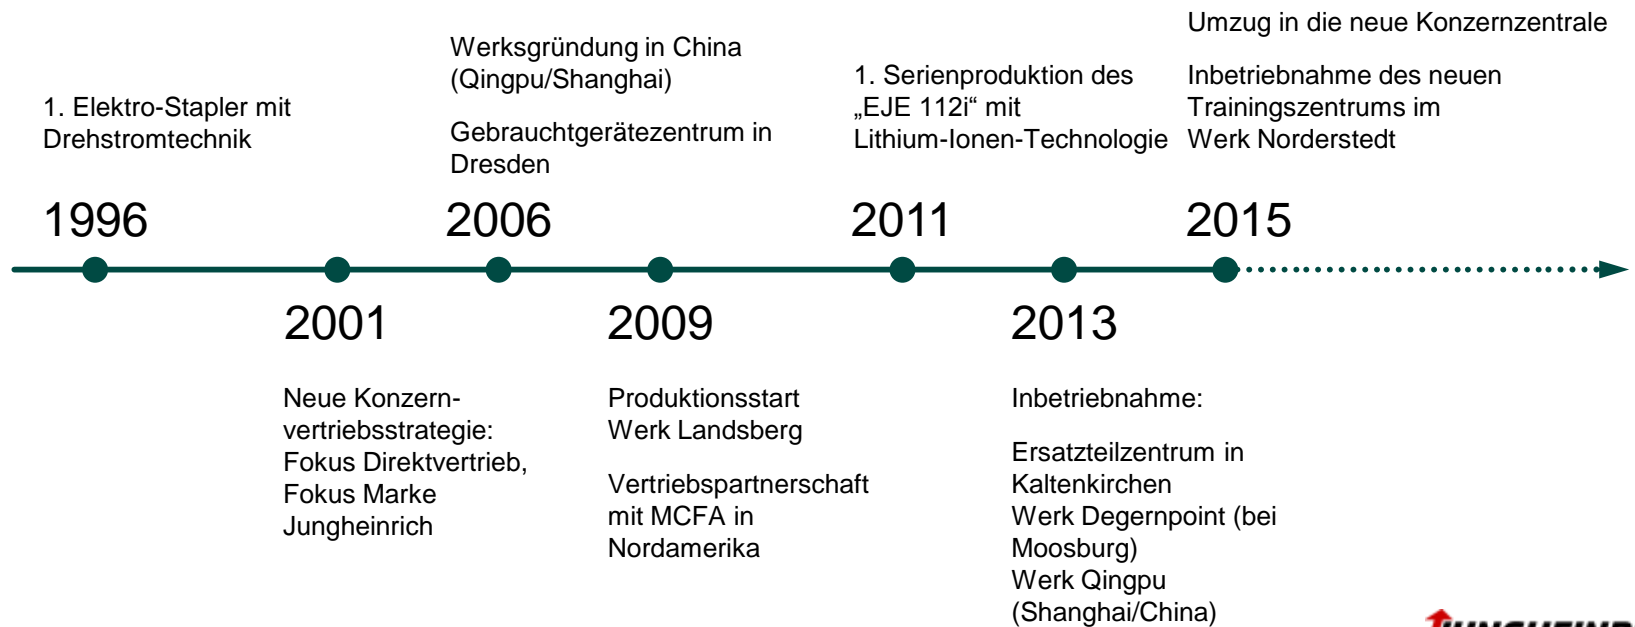 1. Elektro-Stapler mit
Drehstromtechnik
1996
2001
Neue Konzern-
vertriebsstrategie:
Fokus Direktvertrieb,
Fokus Marke
Jungheinrich
Werksgründung in China
(Qingpu/Shanghai)
Gebrauchtgerätezentrum in
Dresden
2006
2009
Produktionsstart
Werk Landsberg
Vertriebspartnerschaft
mit MCFA in
Nordamerika
1. Serienproduktion des
„EJE 112i“ mit
Lithium-Ionen-Technologie
2011
2013
Inbetriebnahme:
Ersatzteilzentrum in
Kaltenkirchen
Werk Degernpoint (bei
Moosburg)
Werk Qingpu
(Shanghai/China)
Umzug in die neue Konzernzentrale
Inbetriebnahme des neuen
Trainingszentrums im
Werk Norderstedt
2015